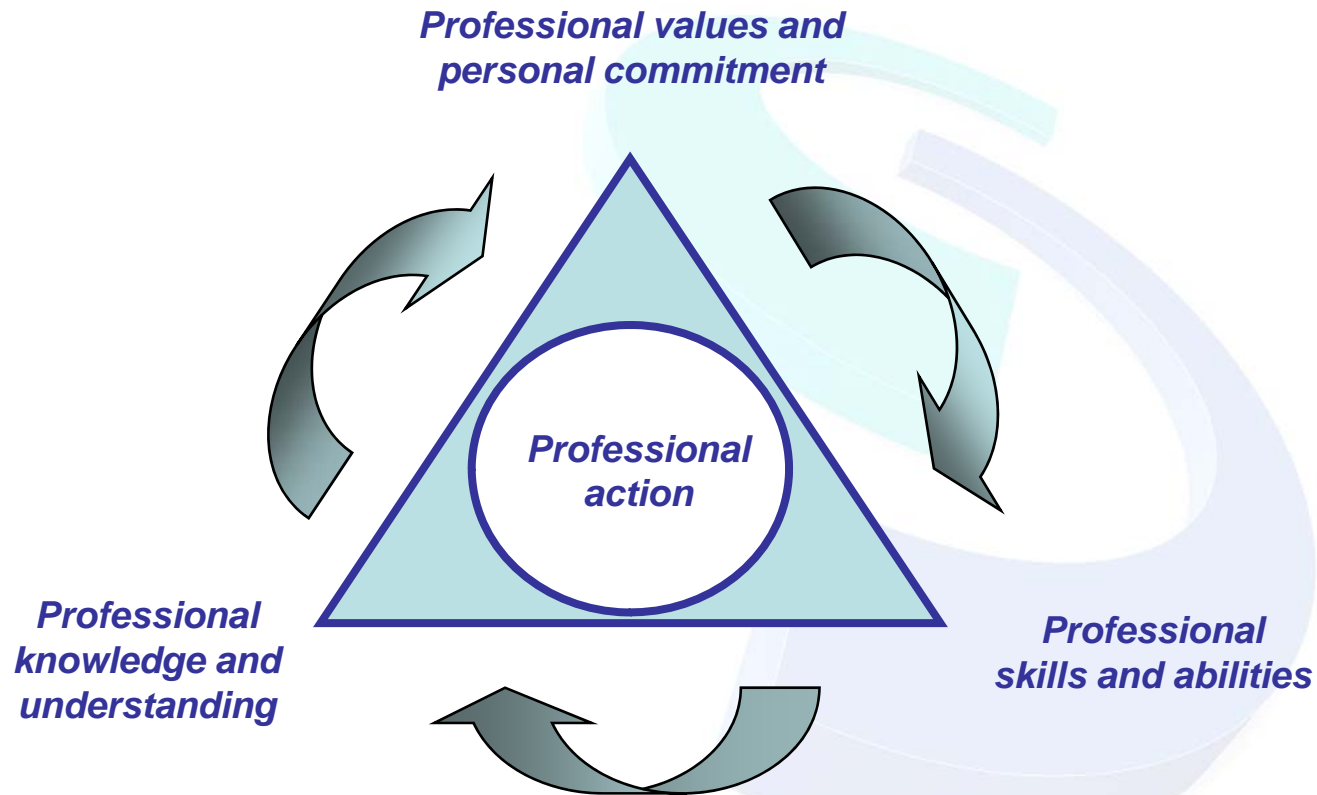 Professional values and
personal commitment
Professional
action
Professional
knowledge and
understanding
Professional
skills and abilities